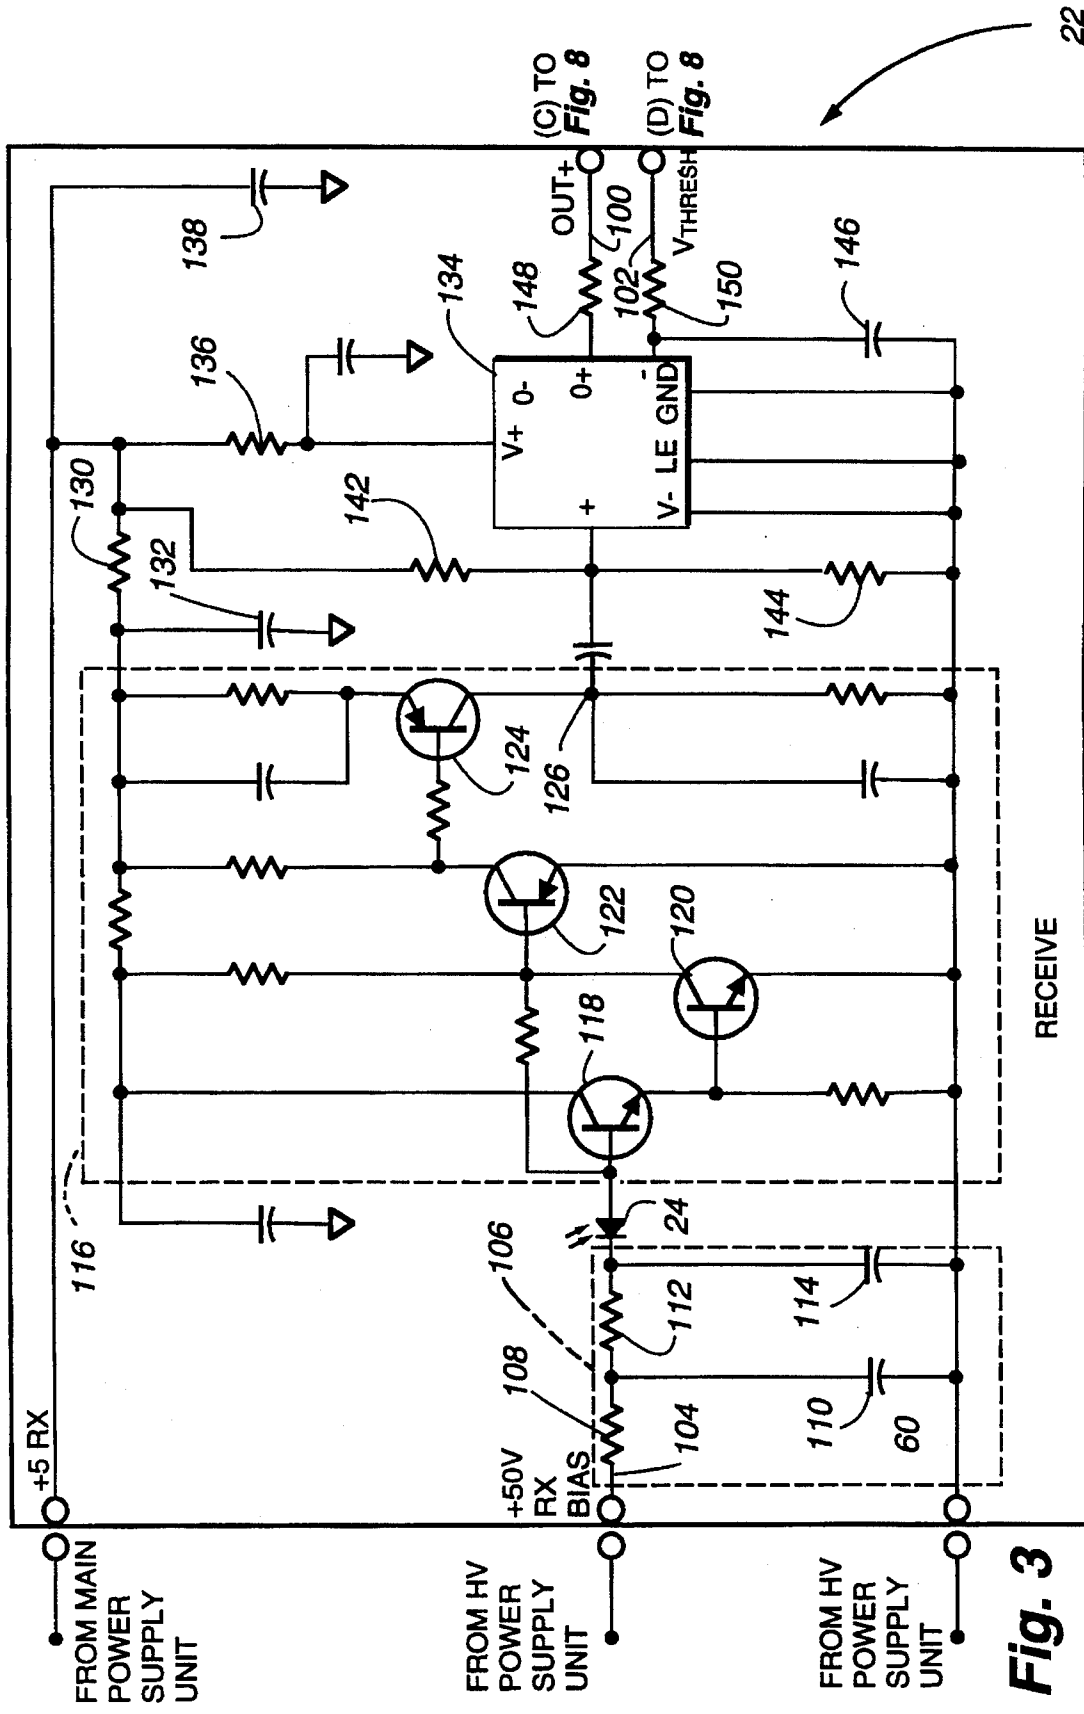 FROM MAIN
POWER
SUPPLY
UNIT
+5 RX
FROM HV
POWER
SUPPLY
UNIT
+50V
RX
BIAS
FROM HV
POWER
SUPPLY
UNIT
116
106
108
104
112
110
60
114
24
118
120
122
124
126
130
132
142
144
136
138
134
V+
0-
0+
+
-
V-
LE
GND
148
100
OUT+
102
150
VTHRESH
146
(C) TO
Fig. 8
(D) TO
Fig. 8
22
RECEIVE
Fig. 3